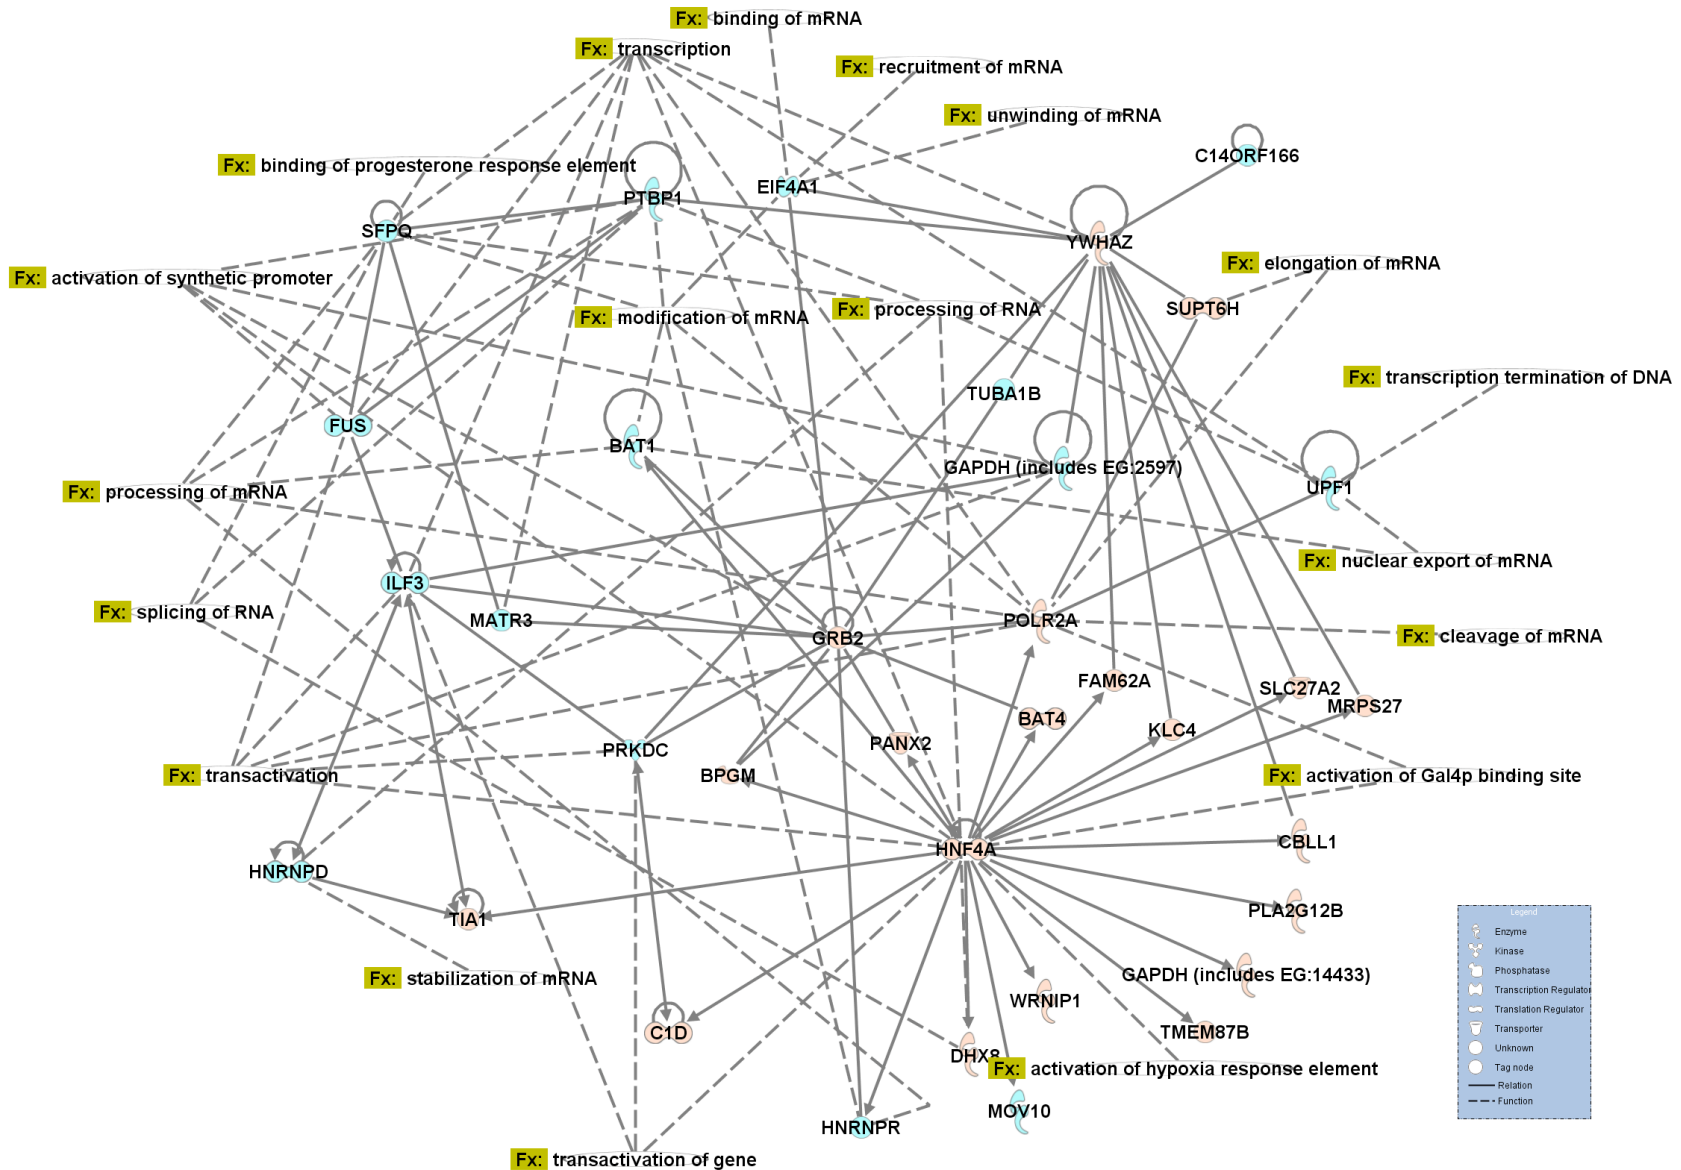 Fx: binding of mRNA
Fx: transcription
Fx: recruitment of mRNA
Fx: unwinding of mRNA
C14ORF166
Fx: binding of progesterone response element
EIF4A1
PTBP1
SFPQ
YWHAZ
Fx: elongation of mRNA
Fx: activation of synthetic promoter
Fx: modification of mRNA
Fx: processing of RNA
SUPT6H
Fx: transcription termination of DNA
TUBA1B
FUS
BAT1
GAPDH (includes EG:2597)
UPF1
Fx: processing of mRNA
Fx: nuclear export of mRNA
ILF3
Fx: splicing of RNA
MATR3
GRB2
POLR2A
Fx: cleavage of mRNA
FAM62A
SLC27A2
MRPS27
BAT4
KLC4
PANX2
PRKDC
BPGM
Fx: transactivation
Fx: activation of Gal4p binding site
HNF4A
CBLL1
HNRNPD
TIA1
PLA2G12B
Fx: stabilization of mRNA
GAPDH (includes EG:14433)
WRNIP1
C1D
TMEM87B
DHX8
Fx: activation of hypoxia response element
MOV10
HNRNPR
Fx: transactivation of gene
Legend
Enzyme
Kinase
Phosphatase
Transcription Regulator
Translation Regulator
Transporter
Unknown
Tag node
Relation
Function